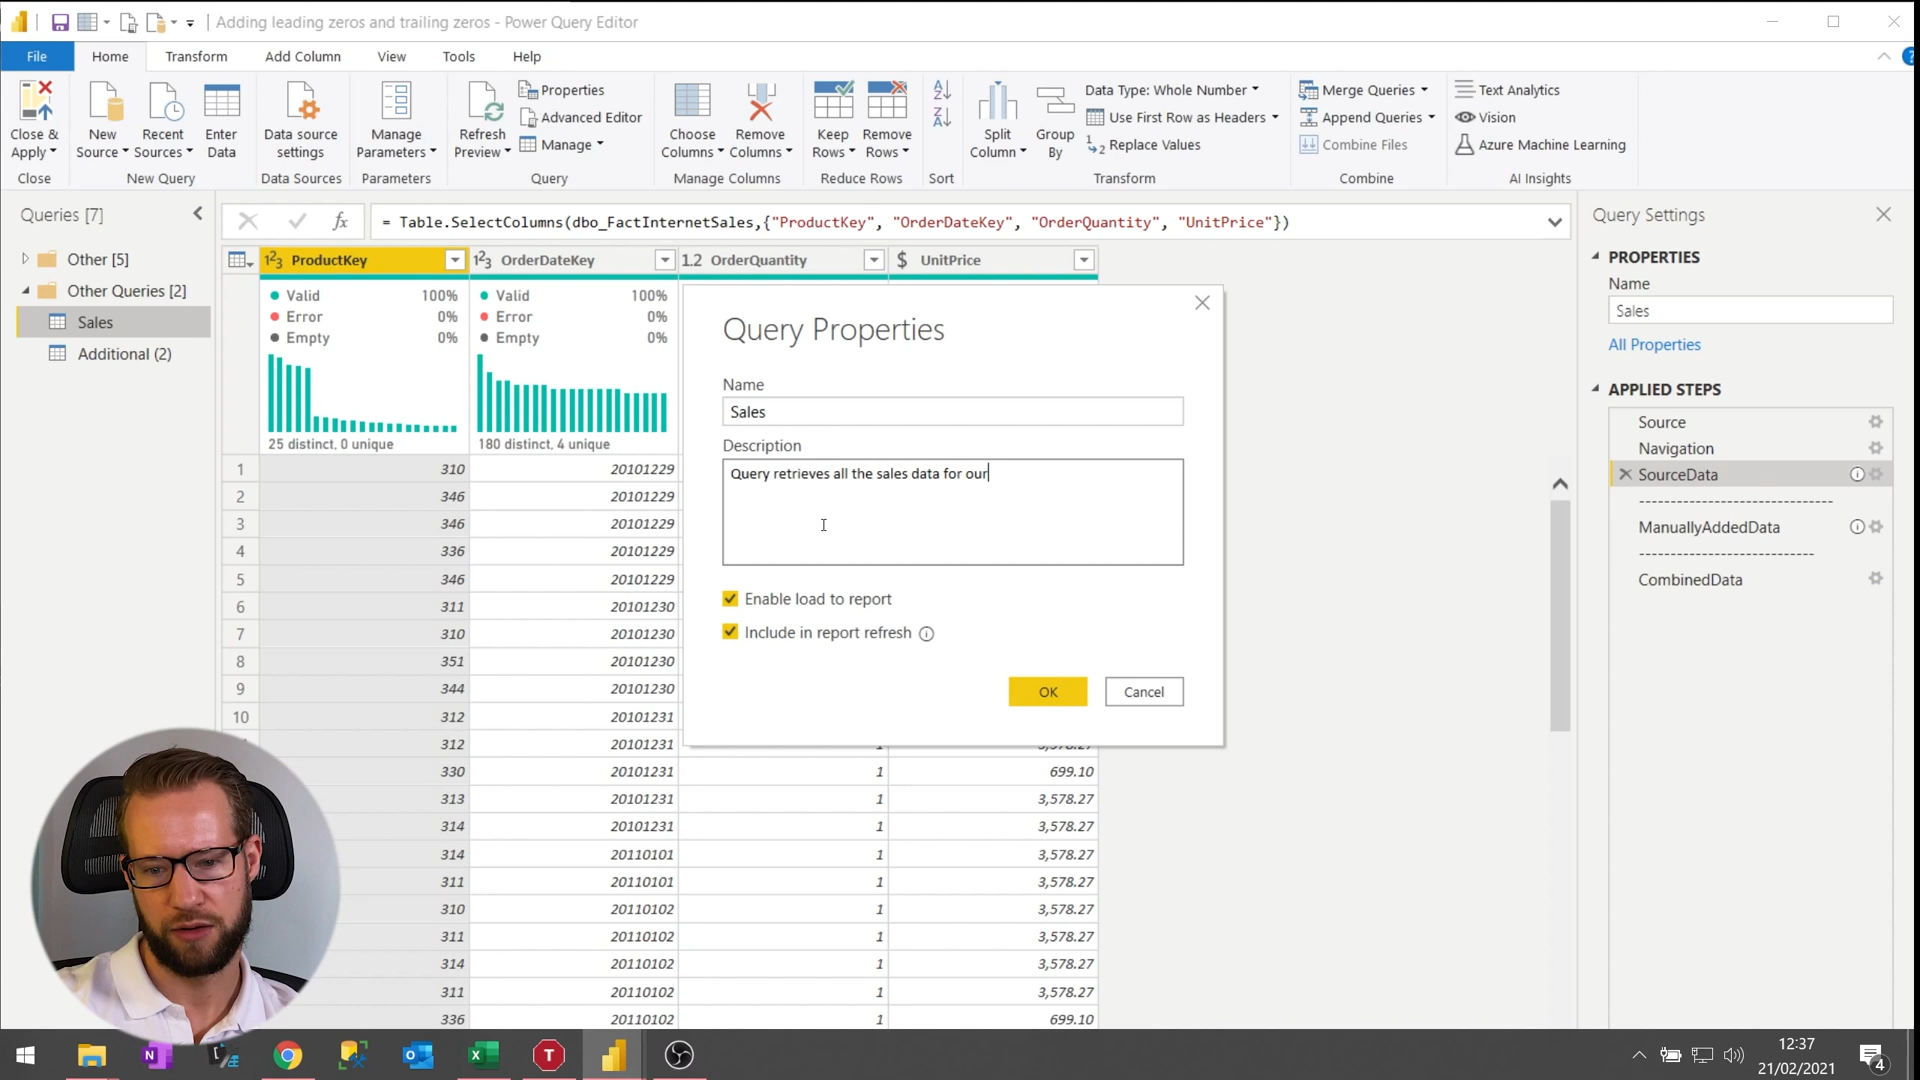 Adding leading zeros and trailing zeros - Power Query Editor
File Home Transform Add Column View Tools Help
Close & Apply
Close
New Source
Recent Sources
Enter Data
New Query
Data source settings
Data Sources
Manage Parameters
Parameters
Refresh Preview
Properties
Advanced Editor
Manage
Query
Choose Columns
Remove Columns
Manage Columns
Keep Rows
Remove Rows
Reduce Rows
Sort
Split Column
Group By
Data Type: Whole Number
Use First Row as Headers
Replace Values
Transform
Merge Queries
Append Queries
Combine Files
Combine
Text Analytics
Vision
Azure Machine Learning
AI Insights
Queries [7]
Other [5]
Other Queries [2]
Sales
Additional (2)
fx
= Table.SelectColumns(dbo_FactInternetSales,{"ProductKey", "OrderDateKey", "OrderQuantity", "UnitPrice"})
123 ProductKey 123 OrderDateKey 1.2 OrderQuantity $ UnitPrice
Valid 100% Valid 100%
Error 0% Error 0%
Empty 0% Empty 0%
25 distinct, 0 unique 180 distinct, 4 unique
1 310 20101229
2 346 20101229
3 346 20101229
4 336 20101229
5 346 20101229
6 311 20101230
7 310 20101230
8 351 20101230
9 344 20101230
10 312 20101231
312 20101231 1 3,578.27
330 20101231 1 699.10
313 20101231 1 3,578.27
314 20101231 1 3,578.27
314 20110101 1 3,578.27
311 20110101 1 3,578.27
310 20110102 1 3,578.27
311 20110102 1 3,578.27
314 20110102 1 3,578.27
311 20110102 1 3,578.27
336 20110102 1 699.10
Query Properties
Name
Sales
Description
Query retrieves all the sales data for our
Enable load to report
Include in report refresh
OK Cancel
Query Settings
PROPERTIES
Name
Sales
All Properties
APPLIED STEPS
Source
Navigation
SourceData
------------------------------
ManuallyAddedData
---------------------------
CombinedData
N T
12:37
21/02/2021
4